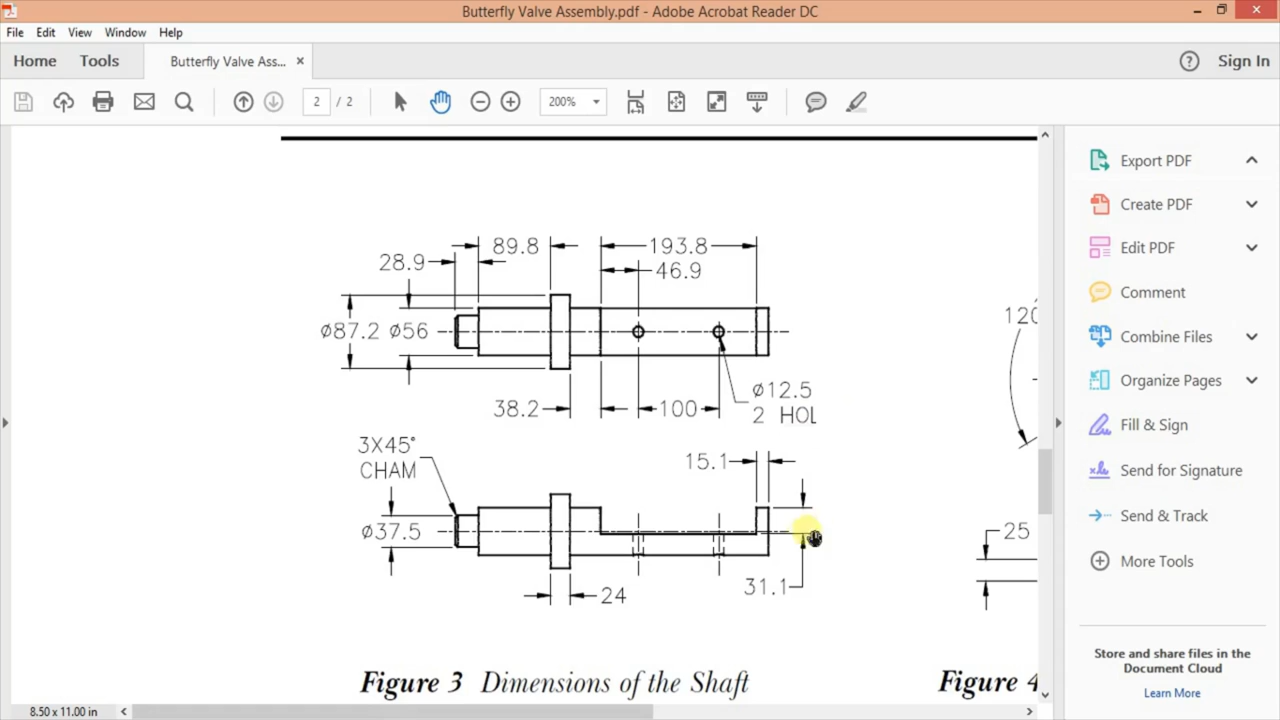 Butterfly Valve Assembly.pdf - Adobe Acrobat Reader DC
File Edit View Window Help
Home Tools Butterfly Valve Ass... × ? Sign In
2 / 2 200%
Export PDF
Create PDF
Edit PDF
Comment
Combine Files
Organize Pages
Fill & Sign
Send for Signature
Send & Track
More Tools
Store and share files in the
Document Cloud
Learn More
89.8 193.8
28.9 46.9
ø87.2 ø56
120
ø12.5
38.2 100 2 HOL
3X45°
CHAM
15.1
ø37.5
25
31.1
24
Figure 3 Dimensions of the Shaft
Figure 4
8.50 x 11.00 in